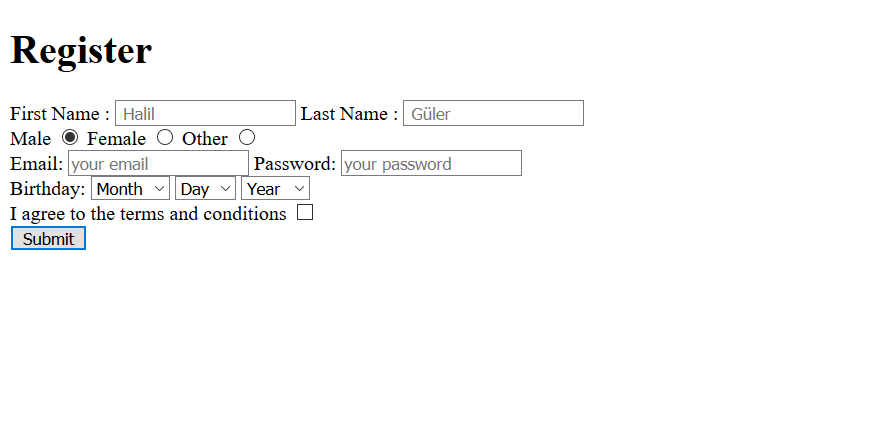 Register
First Name : Halil Last Name : Güler
Male Female Other
Email: your email Password: your password
Birthday: Month Day Year
I agree to the terms and conditions
Submit